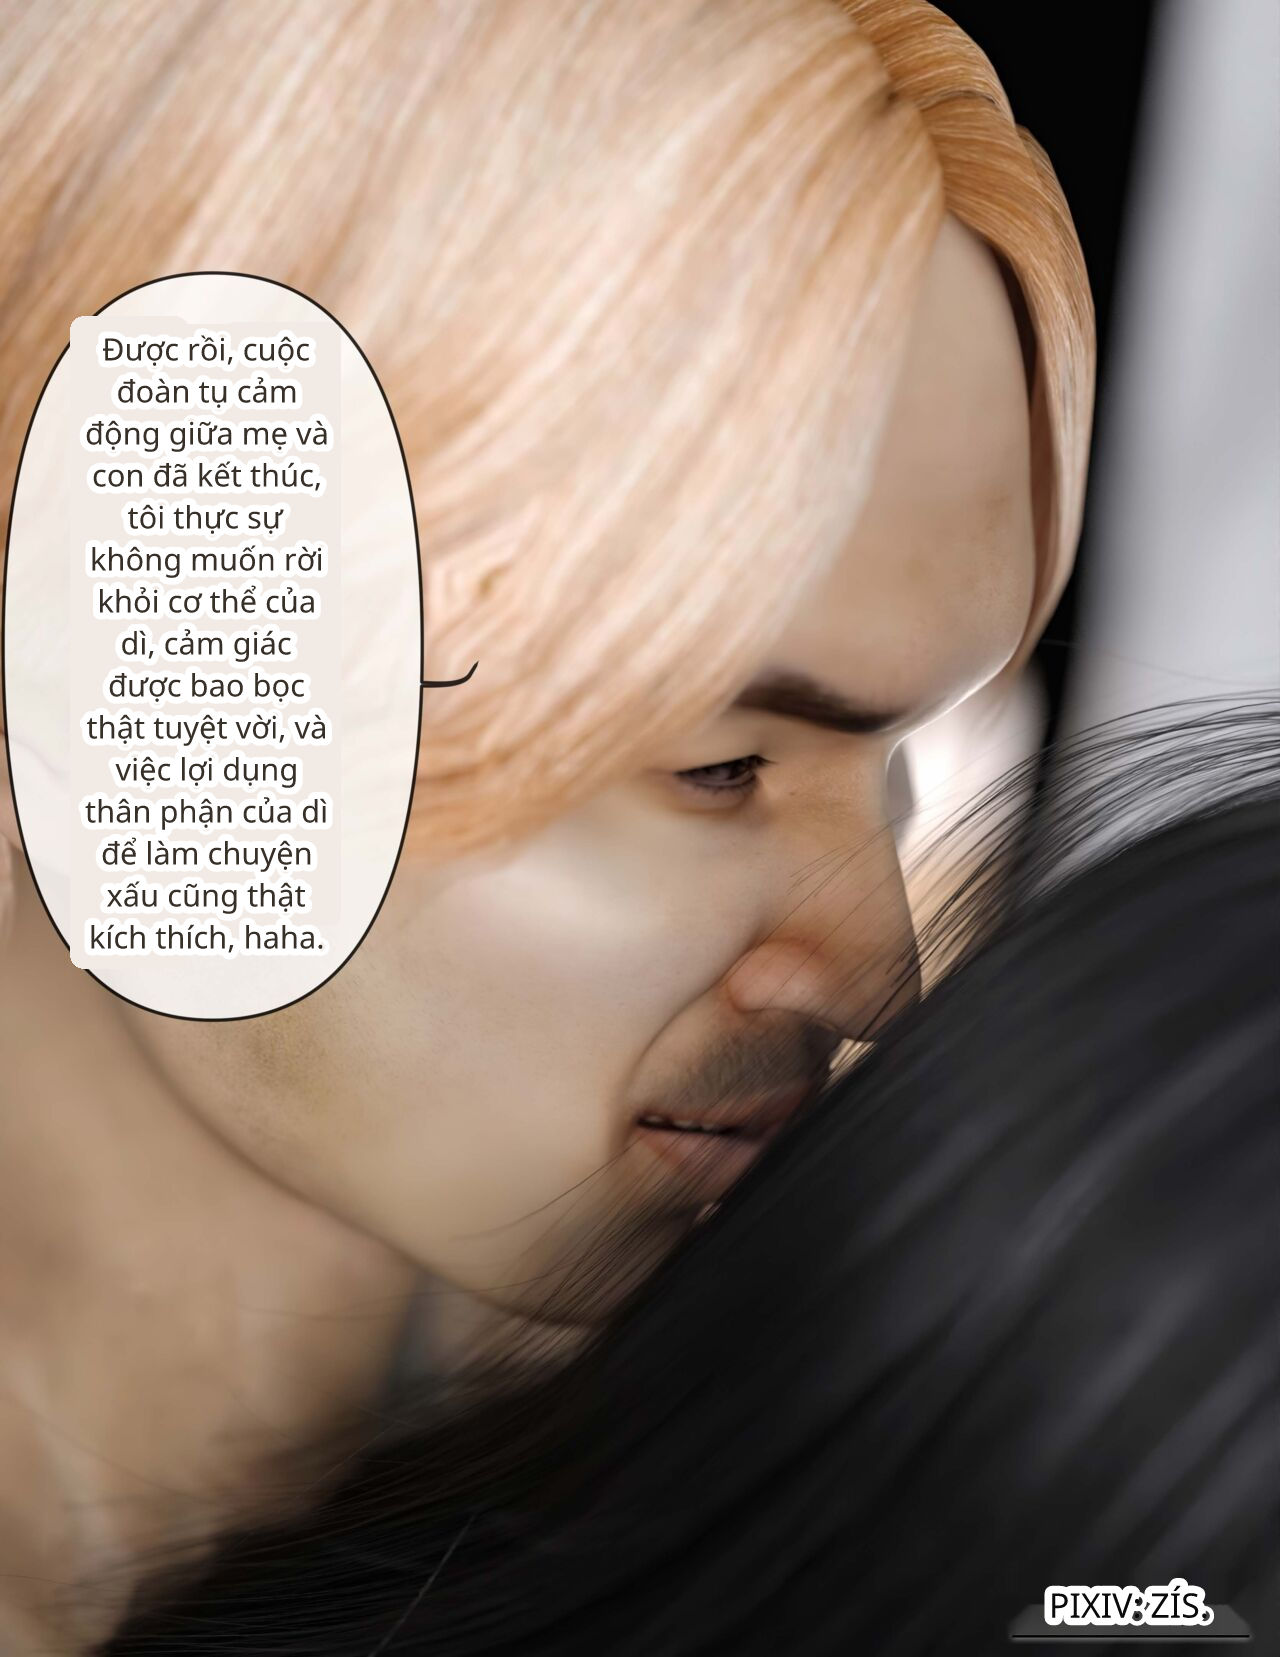 Được rồi, cuộc
đoàn tụ cảm
động giữa mẹ và
con đã kết thúc,
tôi thực sự
không muốn rời
khỏi cơ thể của
dì, cảm giác
được bao bọc
thật tuyệt vời, và
việc lợi dụng
thân phận của dì
để làm chuyện
xấu cũng thật
kích thích, haha.
PIXIV:ZÍS.